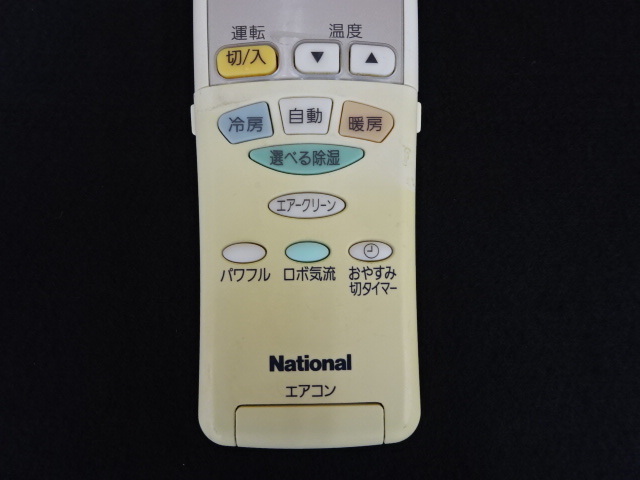 運転 温度
切/入 ▼ ▲
冷房 自動 暖房
選べる除湿
エアークリーン
パワフル ロボ気流 おやすみ
切タイマー
National
エアコン